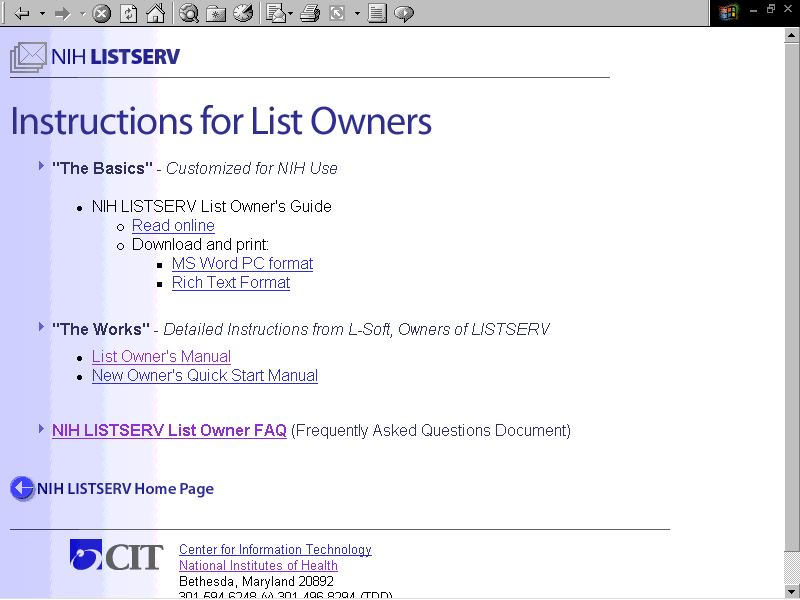 NIH LISTSERV
Instructions for List Owners
"The Basics" - Customized for NIH Use
NIH LISTSERV List Owner's Guide
Read online
Download and print:
MS Word PC format
Rich Text Format
"The Works" - Detailed Instructions from L-Soft, Owners of LISTSERV
List Owner's Manual
New Owner's Quick Start Manual
NIH LISTSERV List Owner FAQ (Frequently Asked Questions Document)
NIH LISTSERV Home Page
CIT
Center for Information Technology
National Institutes of Health
Bethesda, Maryland 20892
301 594 6248 (v) 301 496 8294 (TDD)